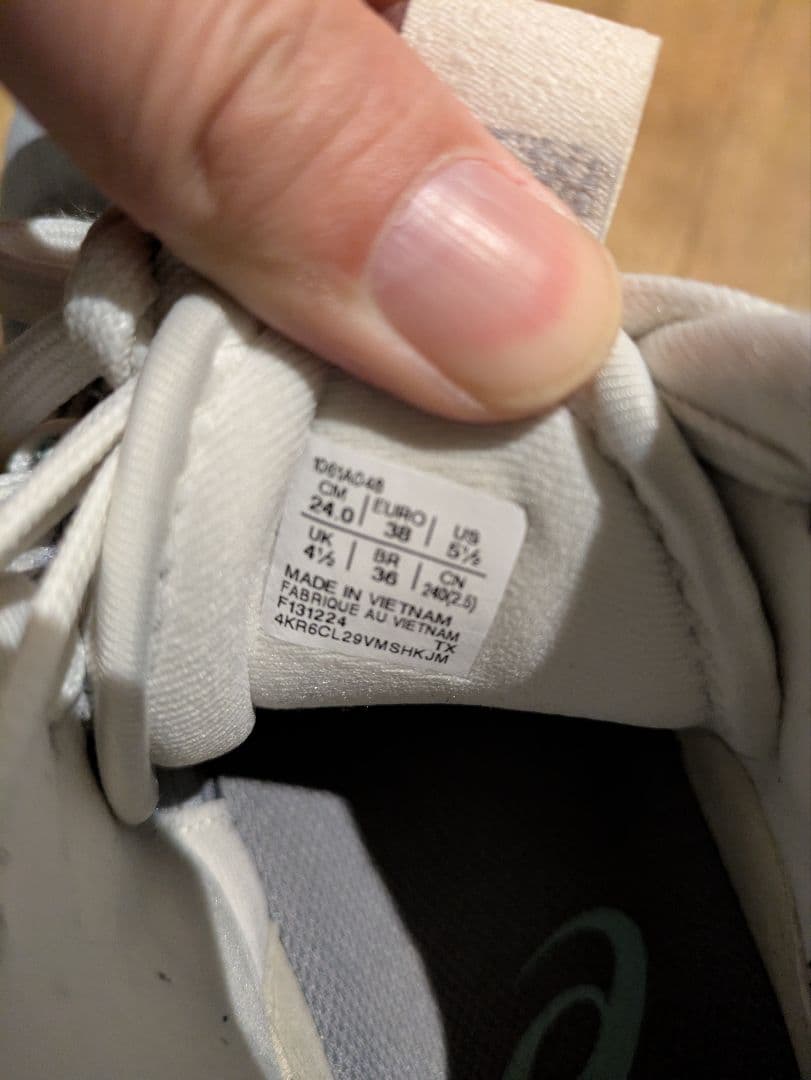 CM 24.0 | EURO 38 | US 5½
UK 4½ | BR 36 | CN 240(2.5)
MADE IN VIETNAM
FABRIQUE AU VIETNAM
F131224 TX
4KR6CL29VMSHKJM